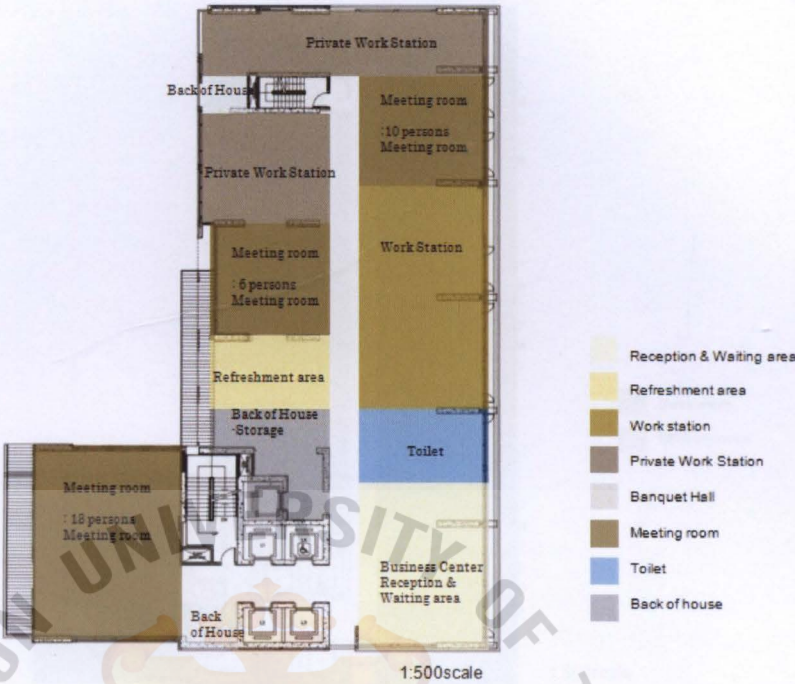 Private Work Station
Back of House
Meeting room
:10 persons
Meeting room
Private Work Station
Work Station
Meeting room
: 6 persons
Meeting room
Refreshment area
Back of House
-Storage
Toilet
Meeting room
: 18 persons
Meeting room
Business Center
Reception &
Waiting area
Back
of House
Reception & Waiting area
Refreshment area
Work station
Private Work Station
Banquet Hall
Meeting room
Toilet
Back of house
1:500scale
ON UNIVERSITY OF